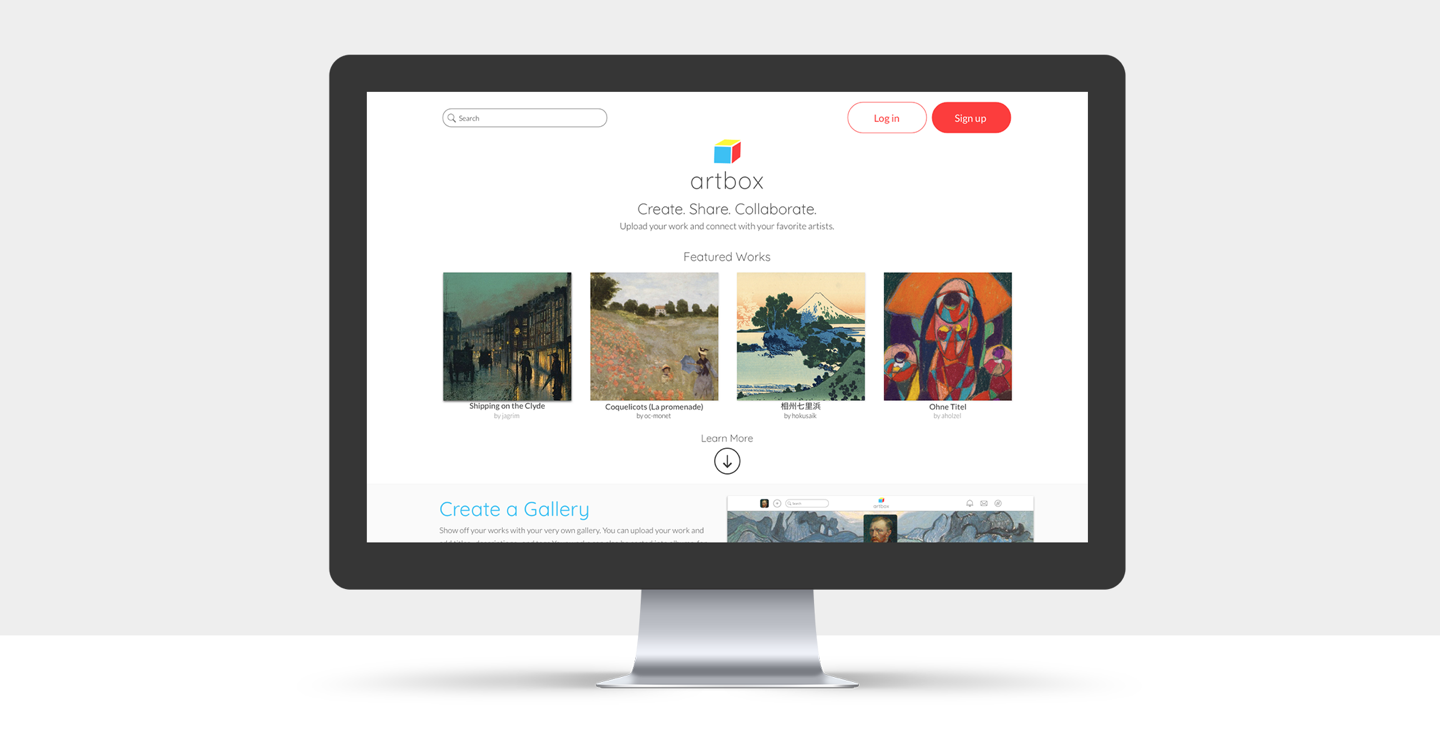 Search
Log in
Sign up
artbox
Create. Share. Collaborate.
Upload your work and connect with your favorite artists.
Featured Works
Shipping on the Clyde
by jagrim
Coquelicots (La promenade)
by oc-monet
相州七里浜
by hokusaik
Ohne Titel
by aholzel
Learn More
Create a Gallery
Show off your works with your very own gallery. You can upload your work and
Search
artbox